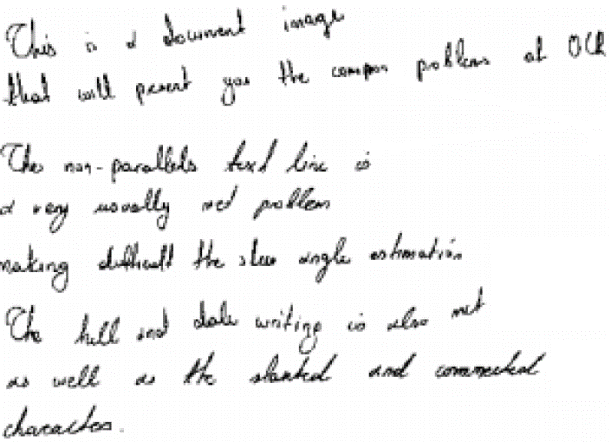 This is a document image
that will present you the common problems at OCR
The non-parallels text line is
a very usually met problem
making difficult the skew angle estimation
The hill and dale writing is also met
as well as the slanted and connected
characters.